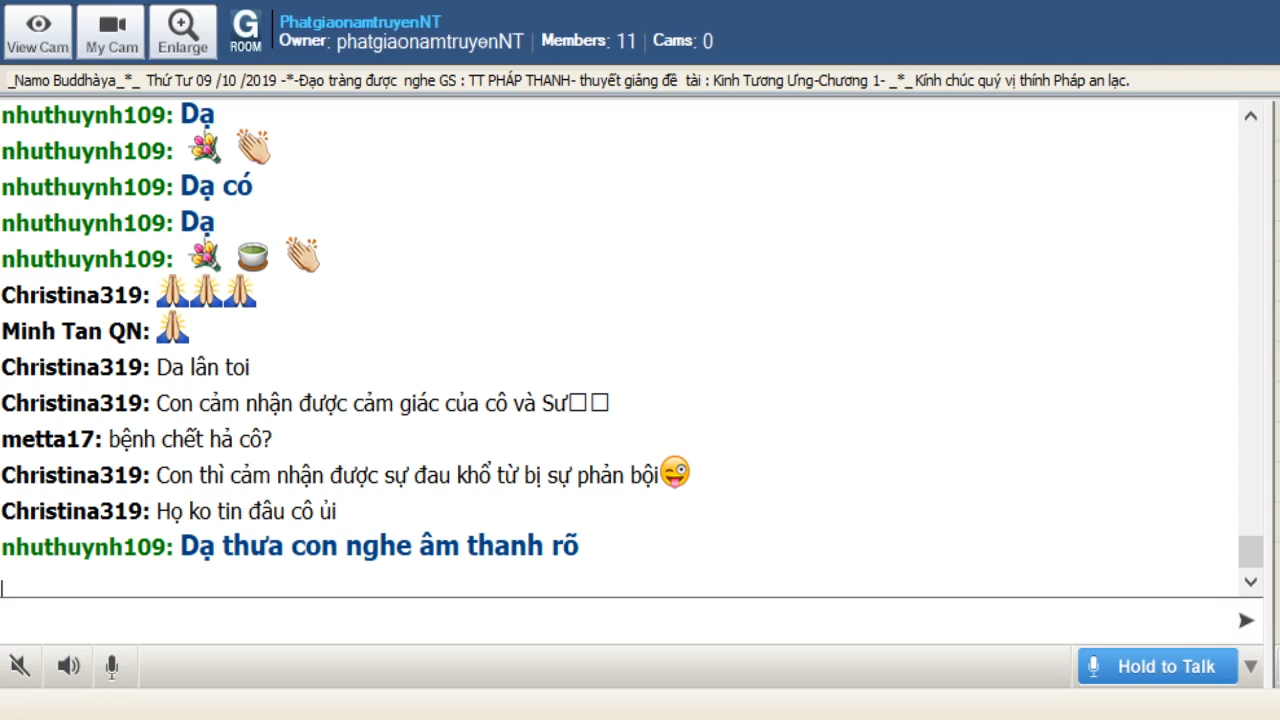 View Cam
My Cam
Enlarge
G
ROOM
PhatgiaonamtruyenNT
Owner: phatgiaonamtruyenNT | Members: 11 | Cams: 0
_Namo Buddhàya_*_ Thứ Tư 09 /10 /2019 -*-Đạo tràng được nghe GS : TT PHÁP THANH- thuyết giảng đề tài : Kinh Tương Ưng-Chương 1- _*_ Kính chúc quý vị thính Pháp an lạc.
nhuthuynh109: Dạ
nhuthuynh109:
nhuthuynh109: Dạ có
nhuthuynh109: Dạ
nhuthuynh109:
Christina319:
Minh Tan QN:
Christina319: Da lân toi
Christina319: Con cảm nhận được cảm giác của cô và Sư□□
metta17: bệnh chết hả cô?
Christina319: Con thì cảm nhận được sự đau khổ từ bị sự phản bội
Christina319: Họ ko tin đâu cô ủi
nhuthuynh109: Dạ thưa con nghe âm thanh rõ
Hold to Talk